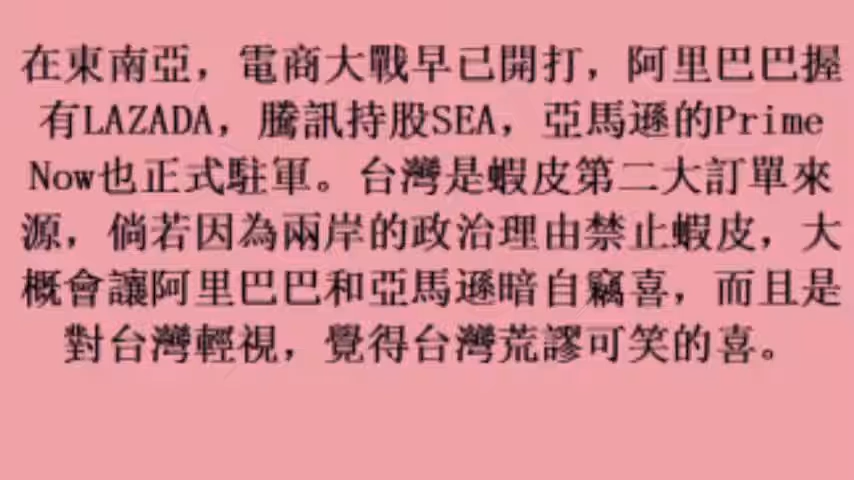 在東南亞，電商大戰早已開打，阿里巴巴握
有LAZADA，騰訊持股SEA，亞馬遜的Prime
Now也正式駐軍。台灣是蝦皮第二大訂單來
源，倘若因為兩岸的政治理由禁止蝦皮，大
概會讓阿里巴巴和亞馬遜暗自竊喜，而且是
對台灣輕視，覺得台灣荒謬可笑的喜。